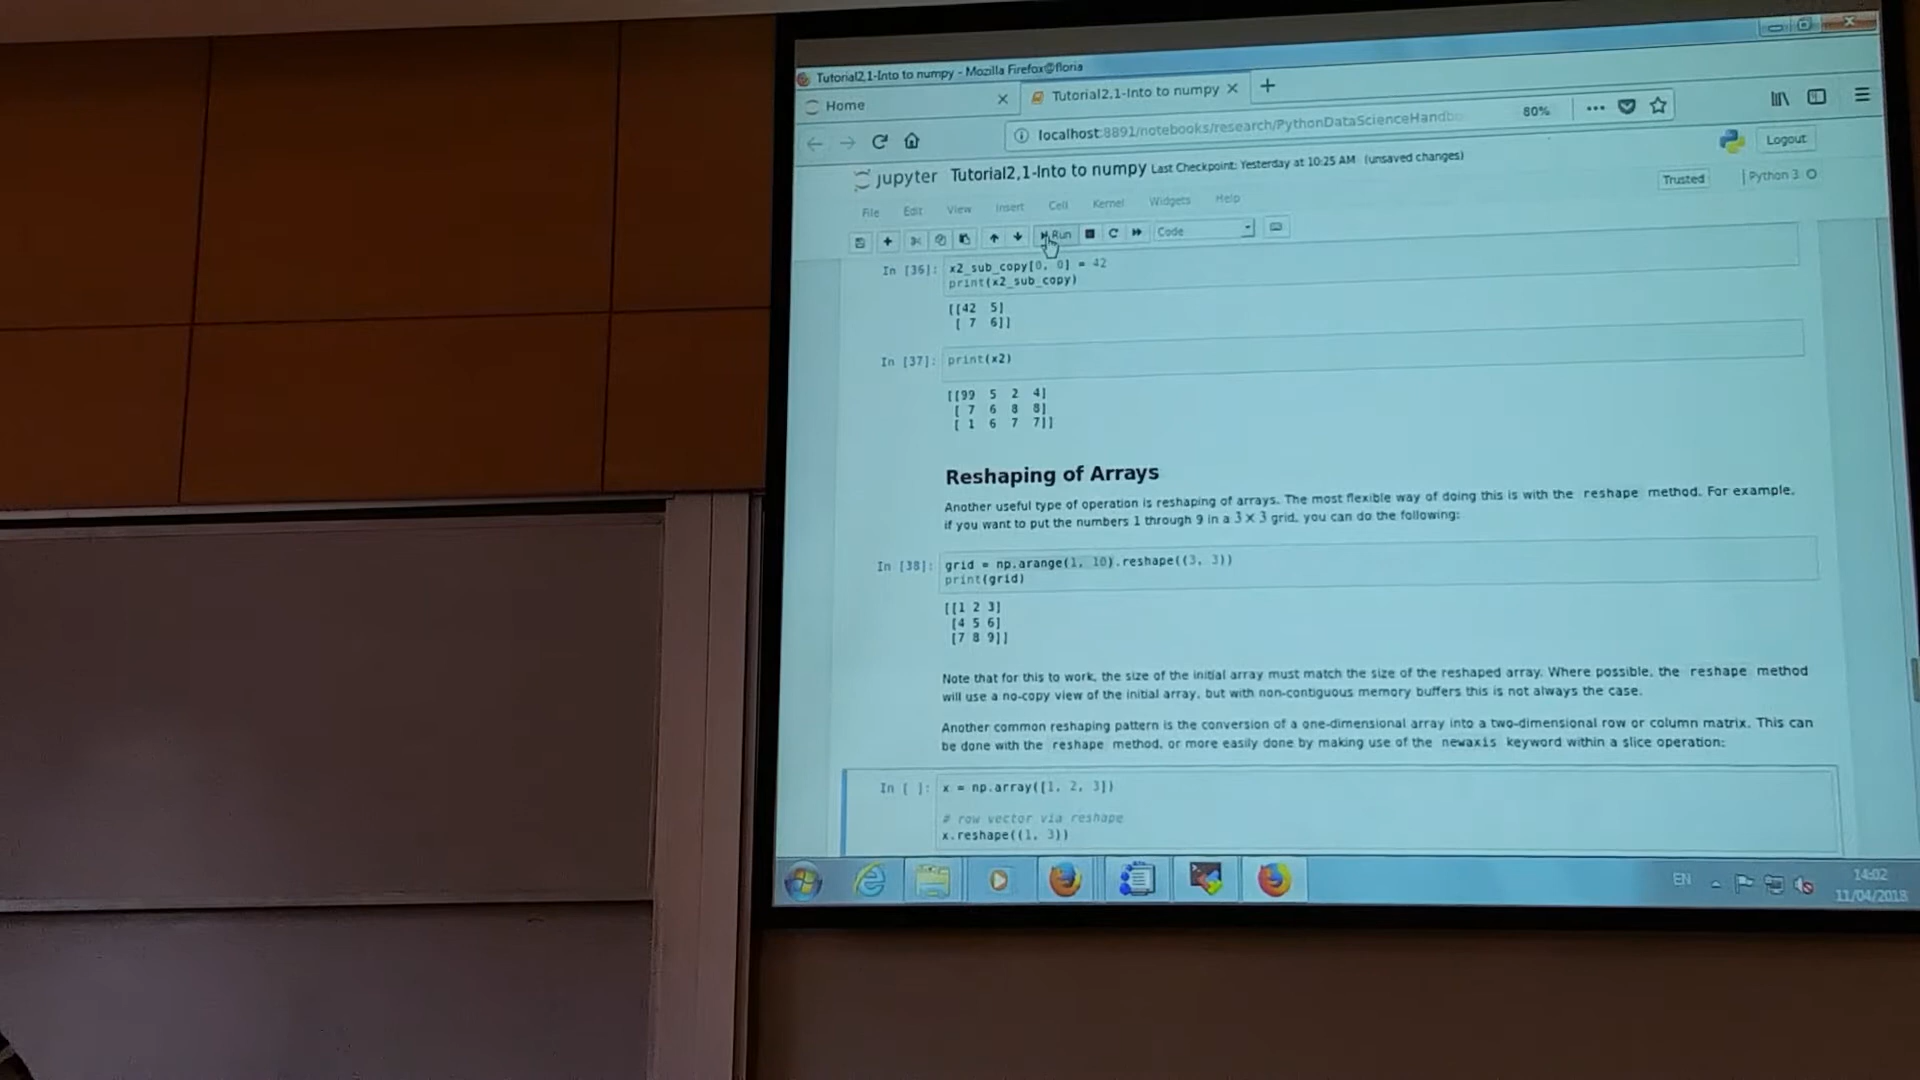 Tutorial2,1-Into to numpy - Mozilla Firefox@floria
Home
Tutorial2,1-Into to numpy
localhost:8891/notebooks/research/PythonDataScienceHandbo
80%
jupyter Tutorial2,1-Into to numpy Last Checkpoint: Yesterday at 10:25 AM (unsaved changes)
Logout
File Edit View Insert Cell Kernel Widgets Help
Trusted
Python 3
Run
Code
In [36]: x2_sub_copy[0, 0] = 42
print(x2_sub_copy)
[[42 5]
[ 7 6]]
In [37]: print(x2)
[[99 5 2 4]
[ 7 6 8 8]
[ 1 6 7 7]]
Reshaping of Arrays
Another useful type of operation is reshaping of arrays. The most flexible way of doing this is with the reshape method. For example,
if you want to put the numbers 1 through 9 in a 3 × 3 grid, you can do the following:
In [38]: grid = np.arange(1, 10).reshape((3, 3))
print(grid)
[[1 2 3]
[4 5 6]
[7 8 9]]
Note that for this to work, the size of the initial array must match the size of the reshaped array. Where possible, the reshape method
will use a no-copy view of the initial array, but with non-contiguous memory buffers this is not always the case.
Another common reshaping pattern is the conversion of a one-dimensional array into a two-dimensional row or column matrix. This can
be done with the reshape method, or more easily done by making use of the newaxis keyword within a slice operation:
In [ ]: x = np.array([1, 2, 3])
# row vector via reshape
x.reshape((1, 3))
EN
14:02
11/04/2018